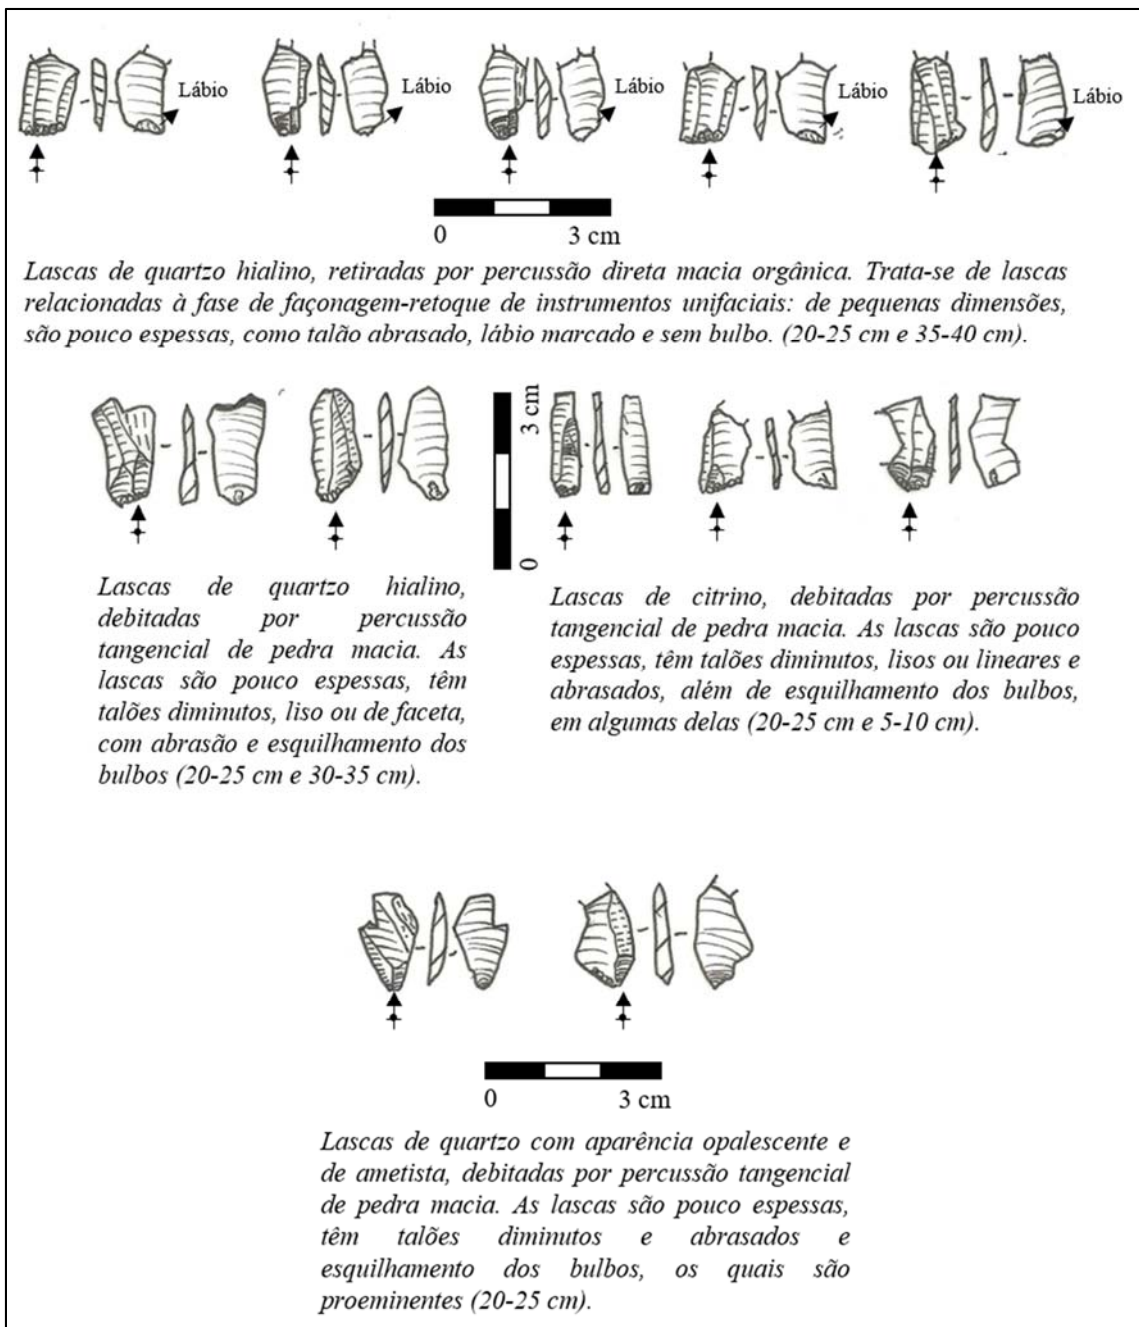 Lábio
Lábio
Lábio
Lábio
Lábio
0 3 cm
Lascas de quartzo hialino, retiradas por percussão direta macia orgânica. Trata-se de lascas
relacionadas à fase de façonagem-retoque de instrumentos unifaciais: de pequenas dimensões,
são pouco espessas, como talão abrasado, lábio marcado e sem bulbo. (20-25 cm e 35-40 cm).
0 3 cm
Lascas de quartzo hialino,
debitadas por percussão
tangencial de pedra macia. As
lascas são pouco espessas, têm
talões diminutos, liso ou de faceta,
com abrasão e esquilhamento dos
bulbos (20-25 cm e 30-35 cm).
Lascas de citrino, debitadas por percussão
tangencial de pedra macia. As lascas são pouco
espessas, têm talões diminutos, lisos ou lineares e
abrasados, além de esquilhamento dos bulbos,
em algumas delas (20-25 cm e 5-10 cm).
0 3 cm
Lascas de quartzo com aparência opalescente e
de ametista, debitadas por percussão tangencial
de pedra macia. As lascas são pouco espessas,
têm talões diminutos e abrasados e
esquilhamento dos bulbos, os quais são
proeminentes (20-25 cm).